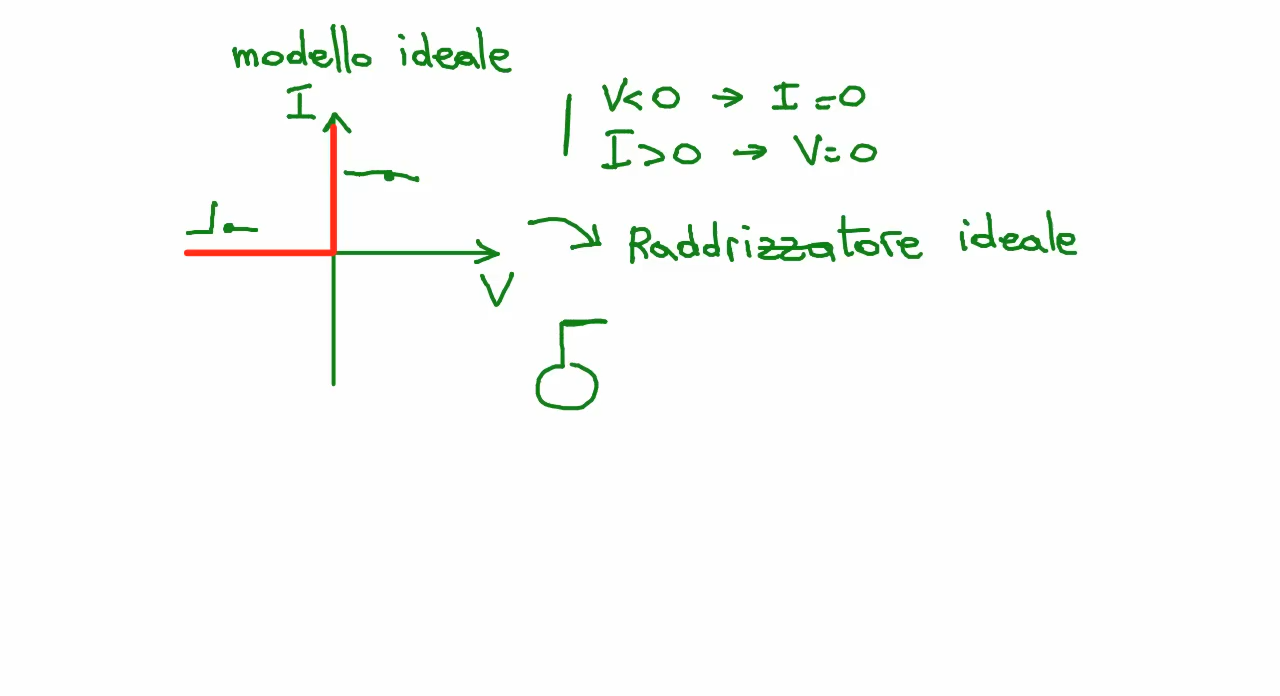 modello ideale
I
V<0 → I=0
I>0 → V=0
Raddrizzatore ideale
V